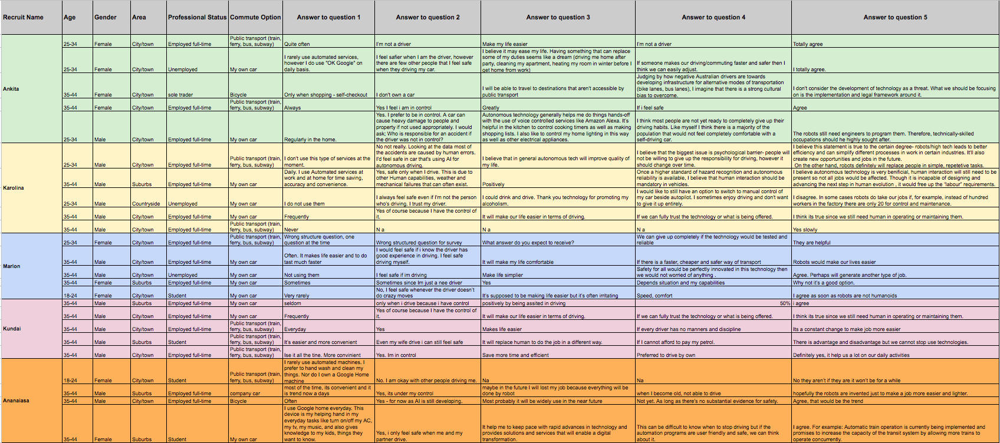 Recruit Name Age Gender Area Professional Status Commute Option Answer to question 1 Answer to question 2 Answer to question 3 Answer to question 4 Answer to question 5
Ankita
25-34 Female City/town Employed full-time Public transport (train, ferry, bus, subway) Quite often I'm not a driver Make my life easier I'm not a driver Totally agree
25-34 Female City/town Unemployed My own car I rarely use automated services, however I do use "OK Google" on daily basis. I feel safier when I am the driver, however there are few other people that I feel safe when they driving my car. I believe it may ease my life. Having something that can replace some of my duties seems like a dream (driving me home after party, cleaning my apartment, heating my room in winter before I get home from work) If someone makes our driving/commuting faster and safer then I think we can easily adjust. I totally agree.
35-44 Female City/town sole trader Bicycle Only when shopping - self-checkout I don't own a car I will be able to travel to destinations that aren't accessible by public transport Judging by how negative Australian drivers are towards developing infrastructure for alternative modes of transportation (bike lanes, bus lanes), I imagine that there is a strong cultural bias to overcome. I don't consider the development of technology as a threat. What we should be focusing on is the implementation and legal framework around it.
35-44 Female City/town Employed full-time Public transport (train, ferry, bus, subway) Always Yes I feel i am in control Greatly If i feel safe Agree
25-34 Male City/town Employed full-time My own car Regularly in the home. Yes. I prefer to be in control. A car can cause heavy damage to people and property if not used appropriately. I would ask; Who is responsible for an accident if the driver was not in control? Autonomous technology generally helps me do things hands-off with the use of voice controlled services like Amazon Alexa. It's helpful in the kitchen to control cooking timers as well as making shopping lists. I also like to control my home lighting in this way as well as other electrical appliances. I think most people are not yet ready to completely give up their driving habits. Like myself I think there is a majority of the population that would not feel completely comfortable with a self-driving car. The robots still need engineers to program them. Therefore, technically-skilled occupations should he highly sought after.
Karolina
25-34 Male City/town Employed full-time Public transport (train, ferry, bus, subway) I don't use this type of services at the moment. No not really. Looking at the data most of the accidents are caused by human errors. I'd feel safe in car that's using AI for autonomous driving. I believe that in general autonomous tech will improve quality of my life. I believe that the biggest issue is psychological barrier- people will not be willing to give up the responsibility for driving, however it should change over time. I believe this statement is true to the certain degree- robots/high tech leads to better efficiency and can simplify different processes in work in certain industries. It'll also create new opportunities and jobs in the future. On the other hand, robots definitely will replace people in simple, repetetive tasks.
35-44 Male Suburbs Employed full-time My own car Daily. I use Automated services at work and at home for time saving, accuracy and convenience. Yes, safe only when I drive. This is due to other Human capabilities, weather and mechanical failures that can often exist. Positively Once a higher standard of hazard recognition and autonomous reliability is available, I believe that human interaction should be mandatory in vehicles. I believe autonomous technology is very benificial, human interaction will still need to be present so not all jobs would be affected. Though it is incapable of designing and advancing the next step in human evolution , it would free up the "labour" requirements.
25-34 Male Countryside Unemployed My own car I do not use them I always feel safe even if I'm not the person who's driving. I trust my driver. I could drink and drive. Thank you technology for promoting my alcoholism. I would like to still have an option to switch to manual control of my car beside autopilot. I sometimes enjoy driving and don't want to give it up entirely. I disagree. In some cases robots do take our jobs if, for example, instead of hundred workers in the factory there are only 20 for control and maintenance.
35-44 Male City/town Employed full-time My own car Frequently Yes of course because I have the control of it. It will make our life easier in terms of driving. If we can fully trust the technology or what is being offered. I think its true since we still need human in operating or maintaining them.
35-44 Male City/town Employed full-time Public transport (train, ferry, bus, subway) Never N a N a N a Yes slowly
Marlon
25-34 Female City/town Employed full-time Public transport (train, ferry, bus, subway) Wrong structure question, one question at the time Wrong structured question for survey What answer do you expect to receive? We can give up completely if the technology would be tested and reliable They are helpful
35-44 Male City/town Employed full-time My own car Often. It makes life easier and to do tast much faster I would feel safe if i know the driver has good experience in driving. I feel safe driving myself. It will make my life comfortable If there is a faster, cheaper and safer way of transport Robots would make our lives easier
35-44 Male City/town Unemployed My own car Not using them I feel safe if im driving Make life simplier Safety for all would be perfectly innovated in this technology then we would not worried of anything . Agree. Perhaps will generate another type of job.
35-44 Female Suburbs Employed full-time My own car Sometimes Sometimes since Im just a nee driver Yes Depends situation and my capabilities Why not it's a good option.
18-24 Female City/town Student My own car Very rarely No, I feel safe whenever the driver doesn't do crazy moves It's supposed to be making life easier but it's often irritating Speed, comfort I agree as soon as robots are not humanoids
Kundai
35-44 Male Suburbs Employed full-time My own car seldom only when i drive because i have control positively by being assited in driving 50% i agree
35-44 Male City/town Employed full-time My own car Frequently Yes of course because I have the control of it. It will make our life easier in terms of driving. If we can fully trust the technology or what is being offered. I think its true since we still need human in operating or maintaining them.
35-44 Male City/town Employed full-time Public transport (train, ferry, bus, subway) Everyday Yes Makes life easier If every driver has no manners and discipline Its a constant change to make job more easier
35-44 Male Suburbs Student Public transport (train, ferry, bus, subway) It's easier and more convenient Even my wife drive i can still feel safe It will replace human to do the job in a different way. If I cannot afford to pay my petrol. There is advantage and disadvantage but we cannot stop use technologies.
35-44 Male City/town Employed full-time Public transport (train, ferry, bus, subway) Ise it all the tine. More convinient Yes. Im in control Save more time and efficient Preferred to drive by own Definitely yes, it help us a lot on our daily activities
Ananaiasa
18-24 Female City/town Student Public transport (train, ferry, bus, subway) I rarely use automated machines. I prefer to hand wash and clean my things. Nor do I own a Google Home machine No. I am okay with other people driving me. Na Na No they aren't if they are it won't be for a while
35-44 Male Suburbs Employed full-time company car most of the time, its convenient and it is trend now a days Yes, its under my control maybe in the future I will lost my job because everything will be done by robot when I become old, not able to drive hopefully the robots are invented just to make a job more easier and lighter.
35-44 Male City/town Employed full-time Bicycle Often Yes - for now as AI is still developing. Most probably it will be widely use in the near future Not yet. As long as there's no substantial evidence for safety. Agree, that would be the trend
35-44 Female Suburbs Student My own car I use Google home everyday. This device is my helping hand in my everyday tasks like turn on/off my AC, my tv, my music, and also gives knowledge to my kids, things they want to know. Yes, i only feel safe when me and my partner drive. It help me to keep pace with rapid advances in technology and provides solutions and services that will enable a digital transformation. This can be difficult to know when to stop driving but if the automation programs are user friendly and safe, we can think about it. I agree. For example: Automatic train operation is currently being implemented and promises to increase the capacity of the transit system by allowing more trains to operate concurrently.